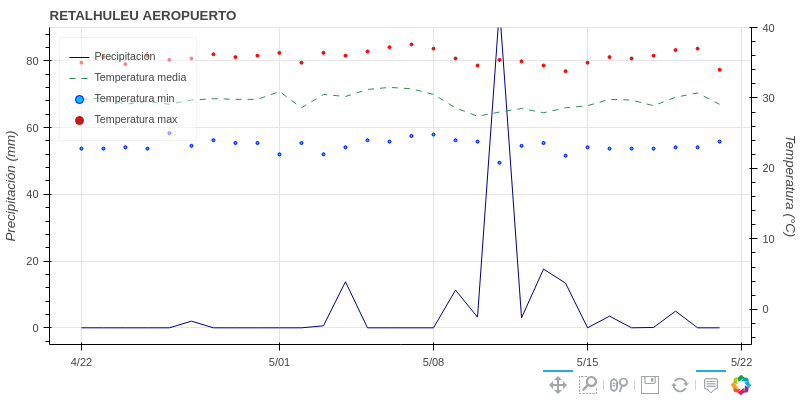 RETALHULEU AEROPUERTO
Precipitación
Temperatura media
Temperatura min
Temperatura max
Precipitación (mm)
80
60
40
20
0
Temperatura (°C)
40
30
20
10
0
4/22
5/01
5/08
5/15
5/22